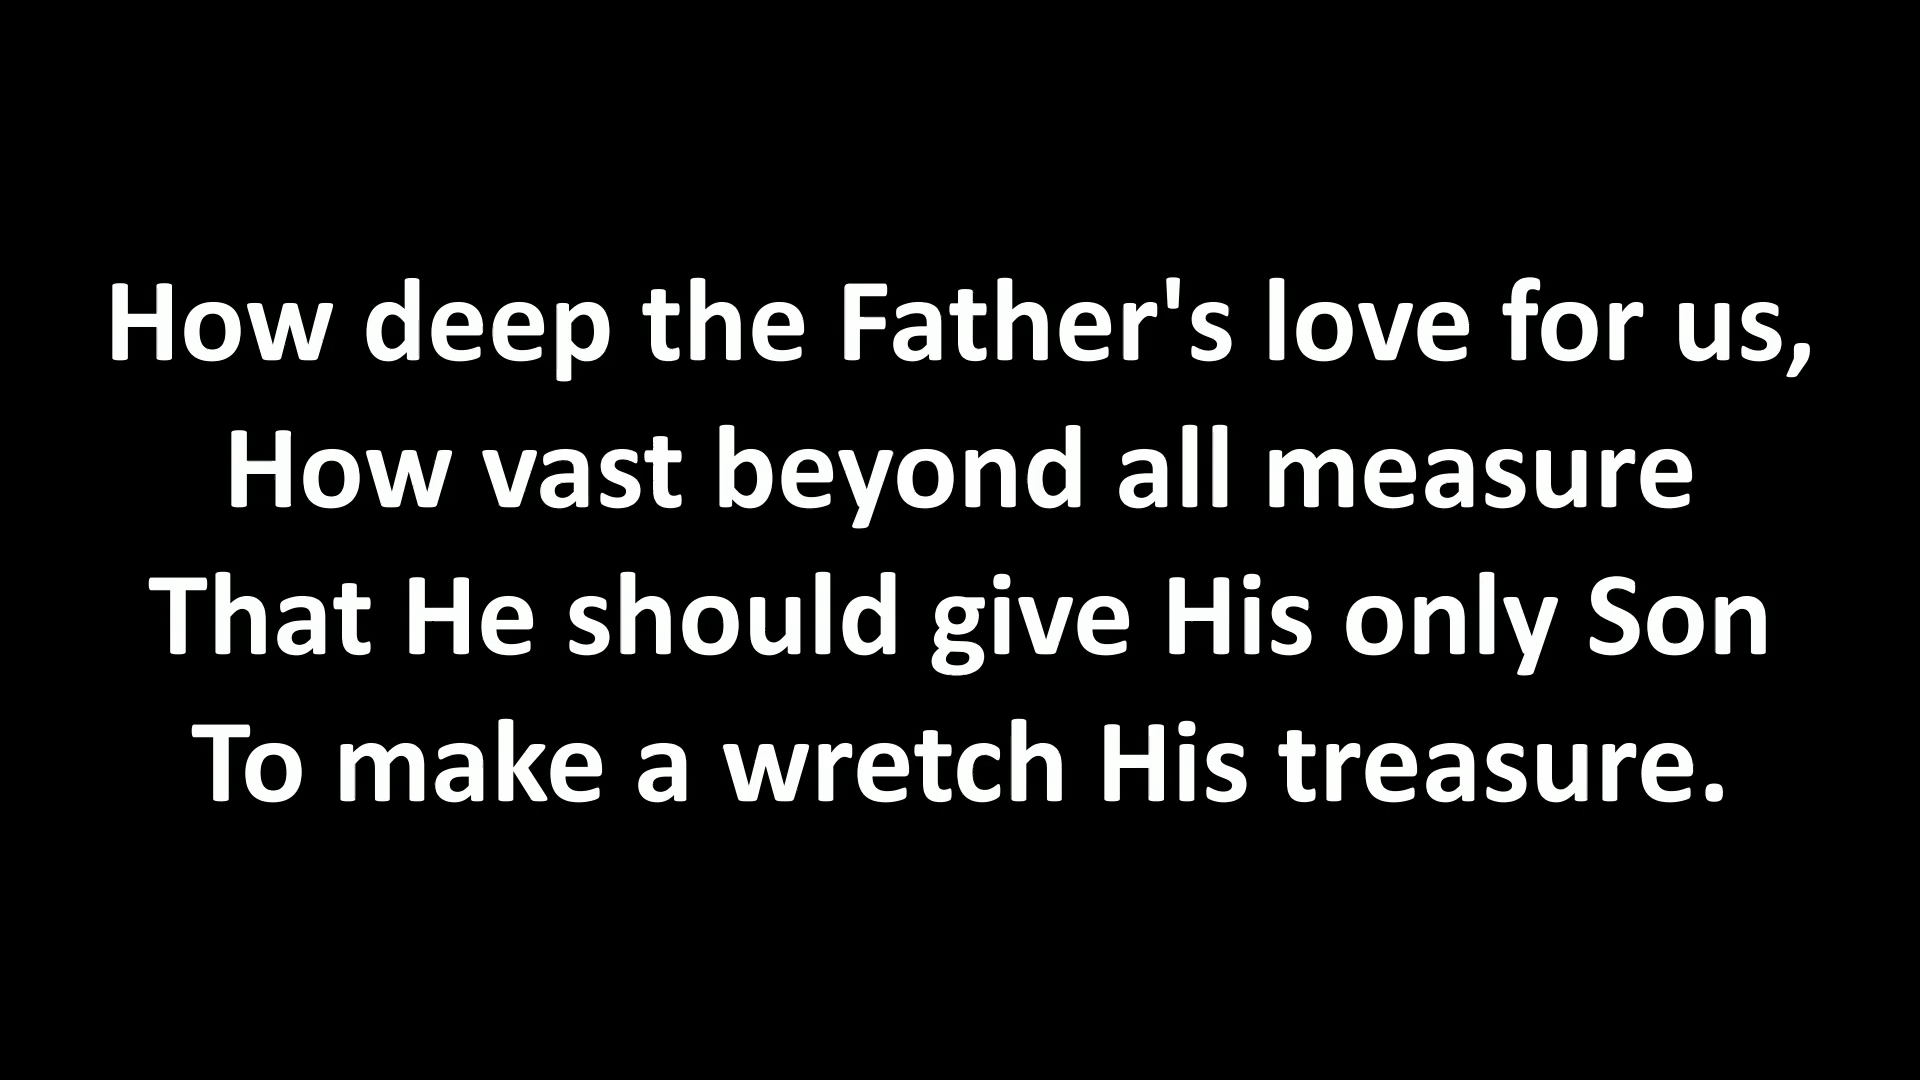 How deep the Father's love for us,
How vast beyond all measure
That He should give His only Son
To make a wretch His treasure.